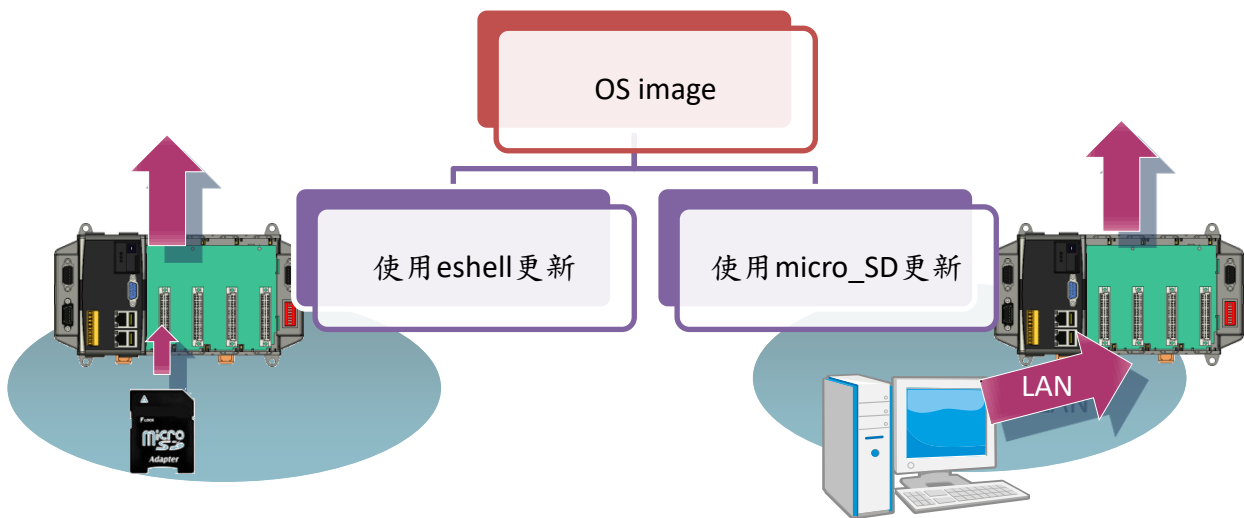 OS image
使用eshell更新
使用micro_SD更新
LAN
micro
SD
Adapter